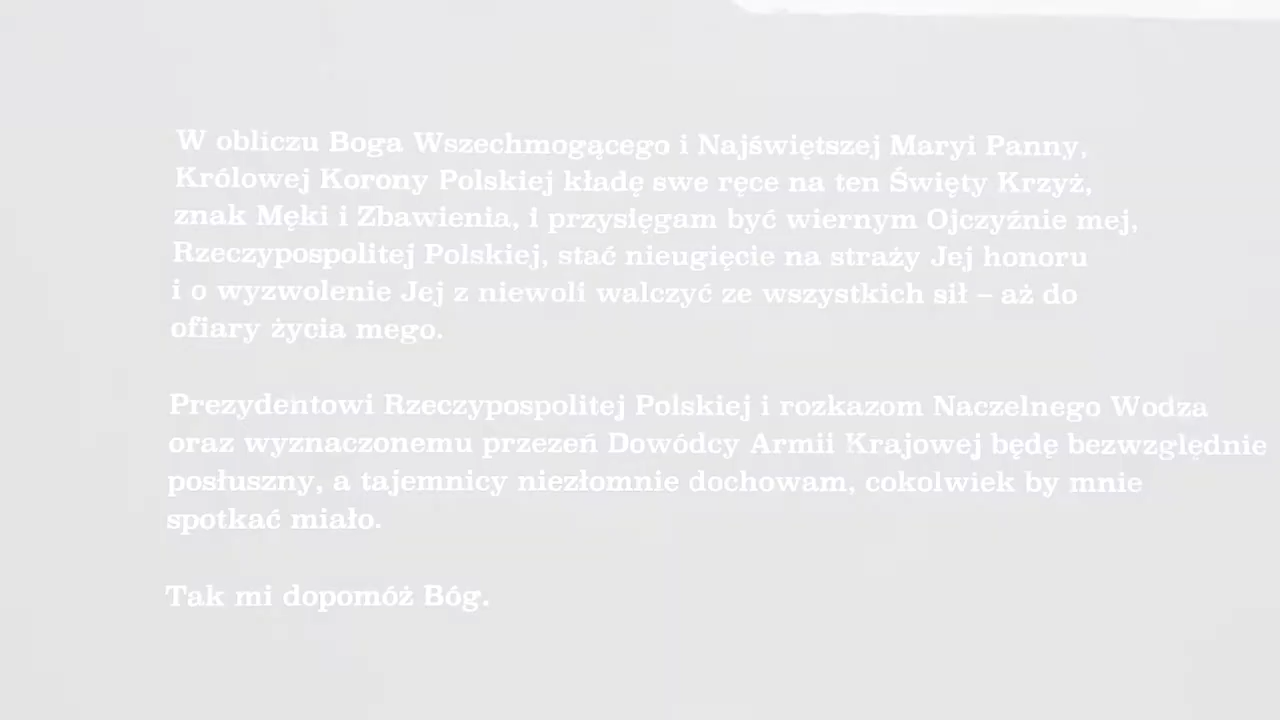 W obliczu Boga Wszechmogącego i Najświętszej Maryi Panny,
Królowej Korony Polskiej kładę swe ręce na ten Święty Krzyż,
znak Męki i Zbawienia, i przysięgam być wiernym Ojczyźnie mej,
Rzeczypospolitej Polskiej, stać nieugięcie na straży Jej honoru
i o wyzwolenie Jej z niewoli walczyć ze wszystkich sił – aż do
ofiary życia mego.
Prezydentowi Rzeczypospolitej Polskiej i rozkazom Naczelnego Wodza
oraz wyznaczonemu przezeń Dowódcy Armii Krajowej będę bezwzględnie
posłuszny, a tajemnicy niezłomnie dochowam, cokolwiek by mnie
spotkać miało.
Tak mi dopomóż Bóg.